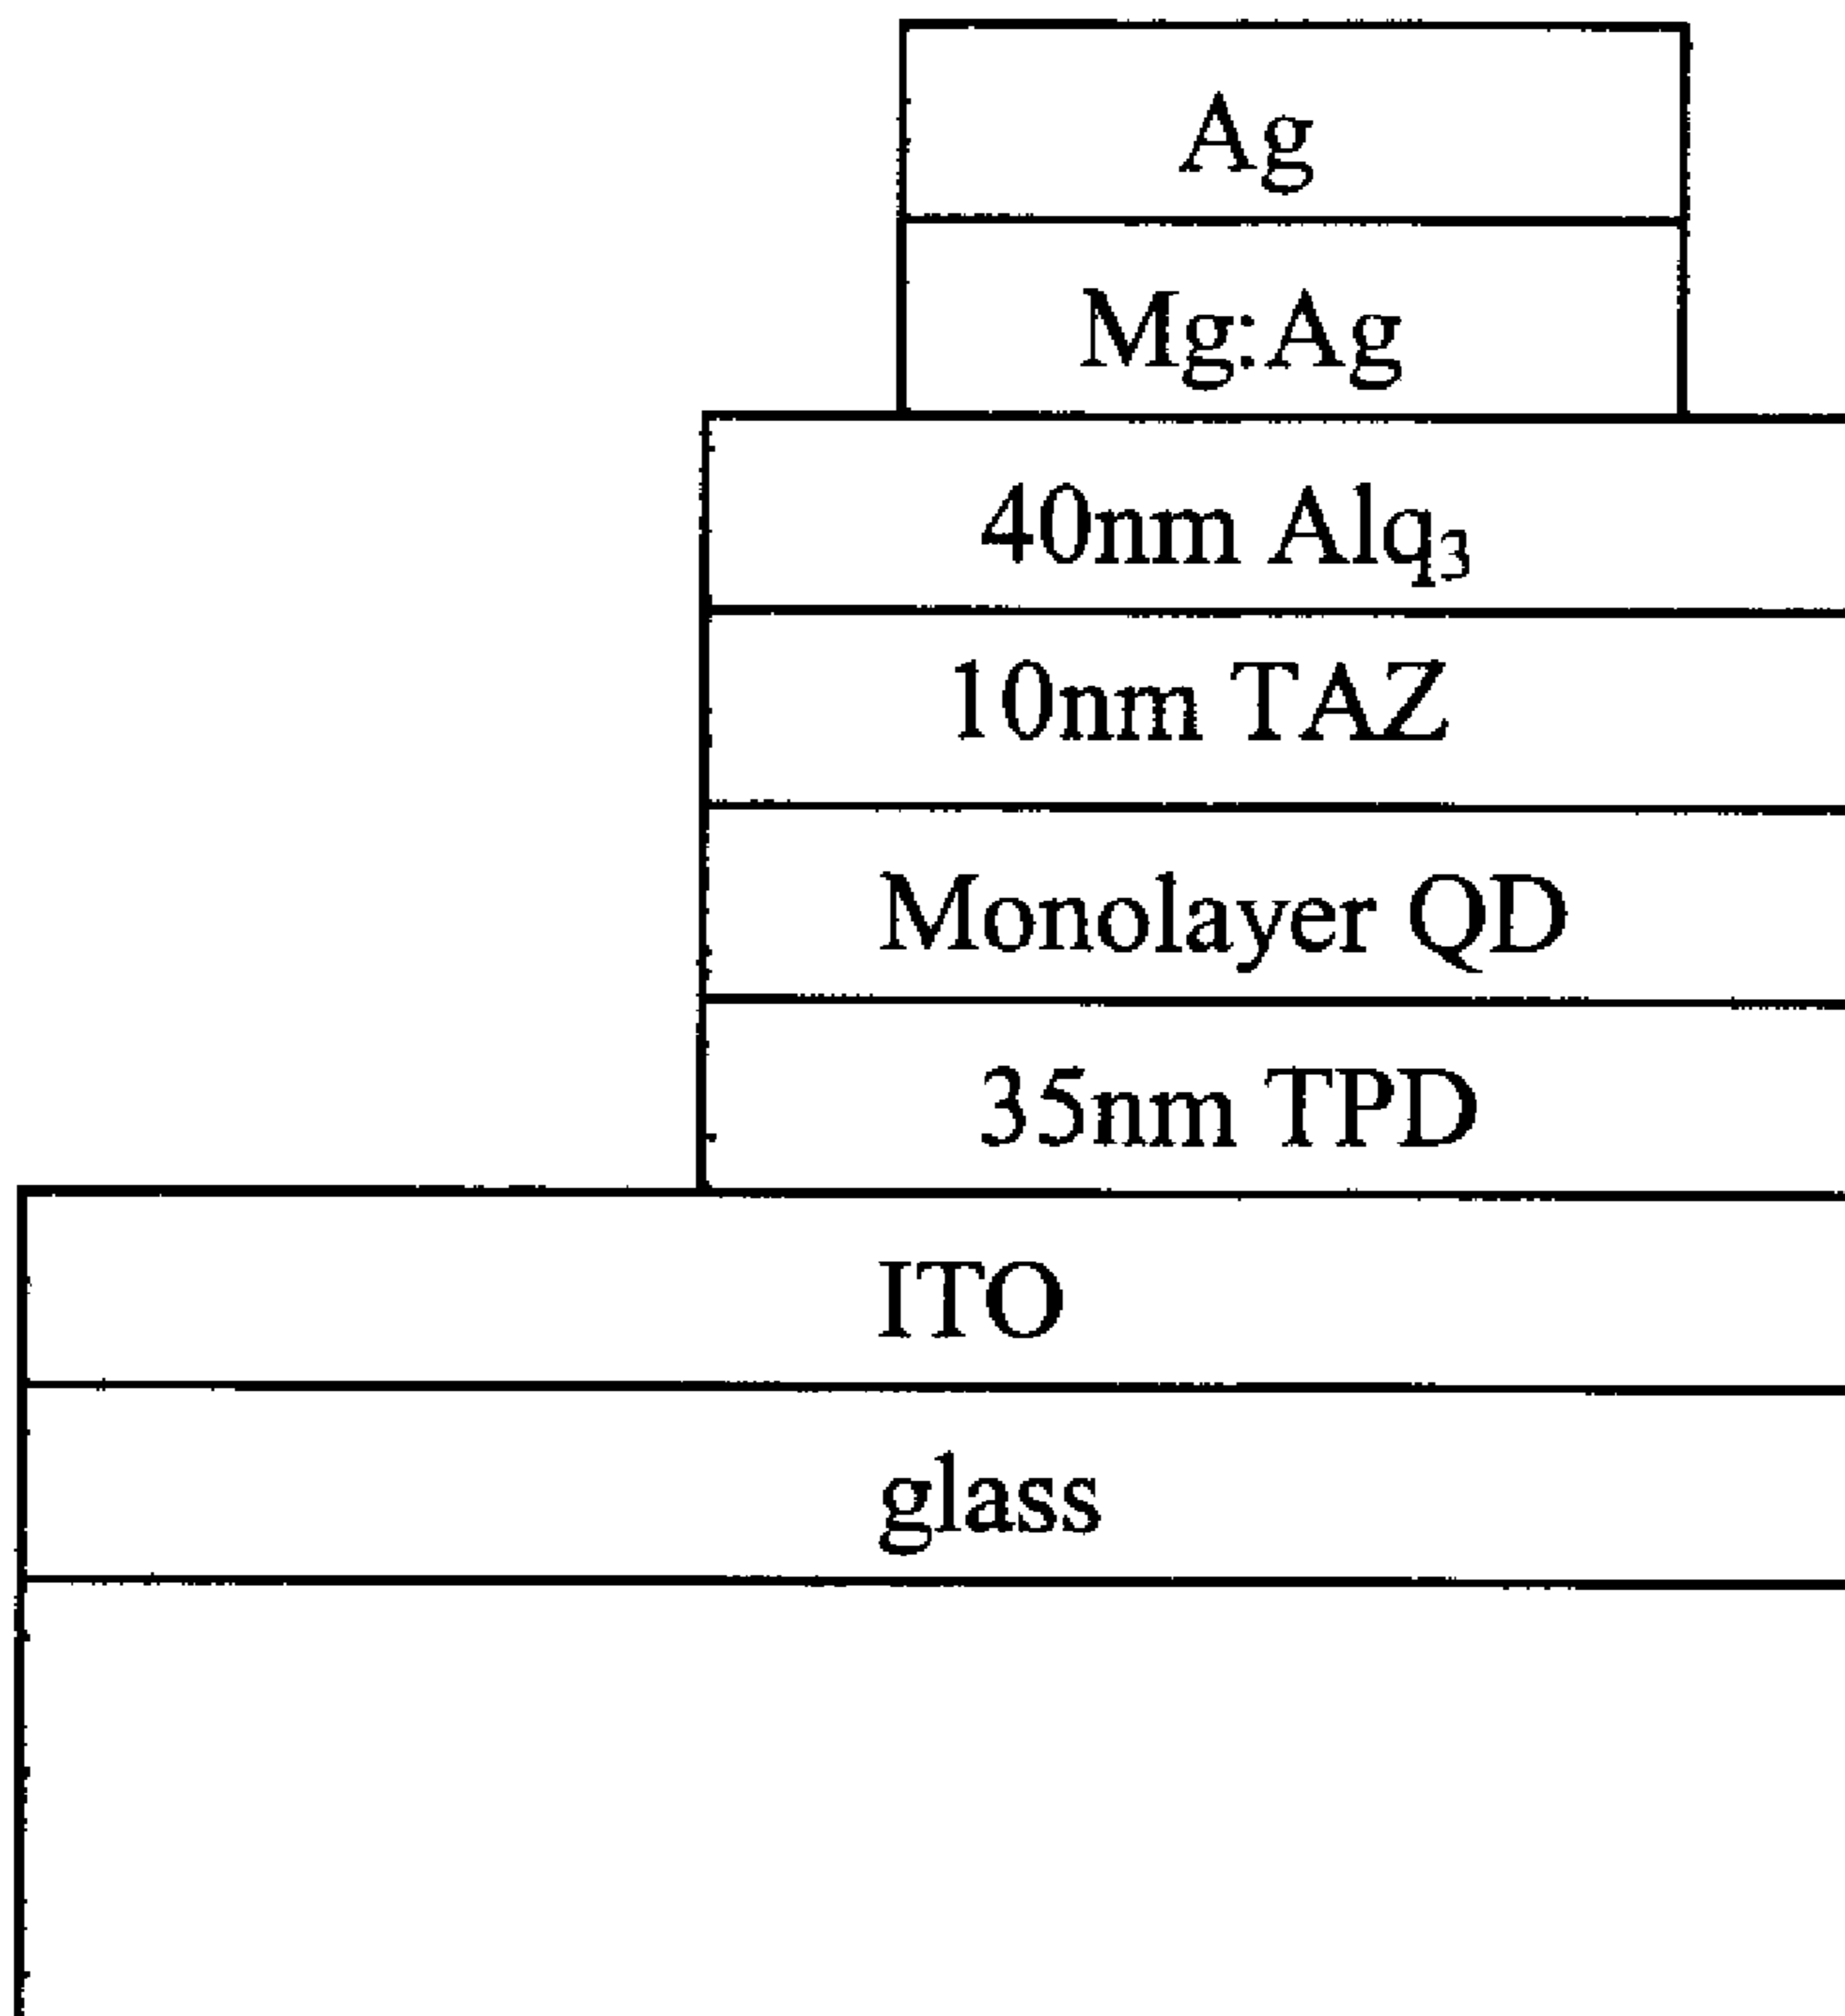 Ag
Mg:Ag
40nm Alq₃
10nm TAZ
Monolayer QD
35nm TPD
ITO
glass